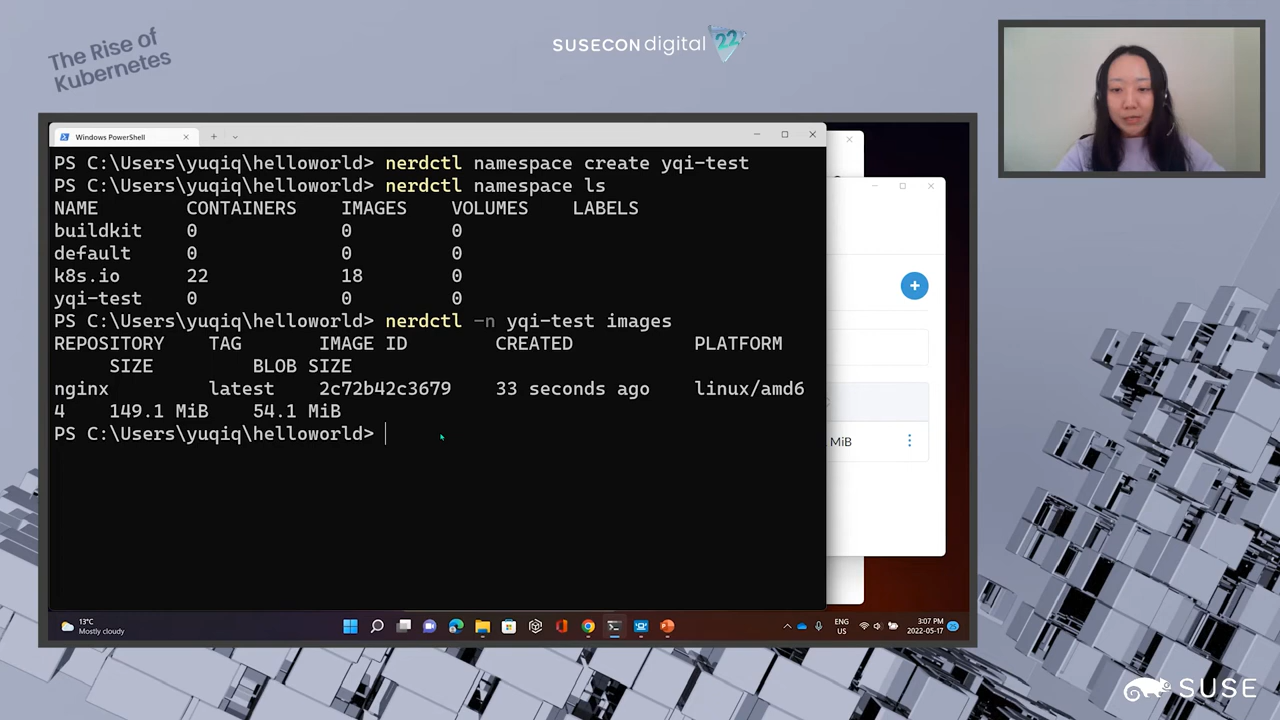 The Rise of
Kubernetes
SUSECON digital 22
Windows PowerShell
PS C:\Users\yuqiq\helloworld> nerdctl namespace create yqi-test
PS C:\Users\yuqiq\helloworld> nerdctl namespace ls
NAME CONTAINERS IMAGES VOLUMES LABELS
buildkit 0 0 0
default 0 0 0
k8s.io 22 18 0
yqi-test 0 0 0
PS C:\Users\yuqiq\helloworld> nerdctl -n yqi-test images
REPOSITORY TAG IMAGE ID CREATED PLATFORM
SIZE BLOB SIZE
nginx latest 2c72b42c3679 33 seconds ago linux/amd6
4 149.1 MiB 54.1 MiB
PS C:\Users\yuqiq\helloworld>
MiB
13°C
Mostly cloudy
ENG
US
3:07 PM
2022-05-17
SUSE